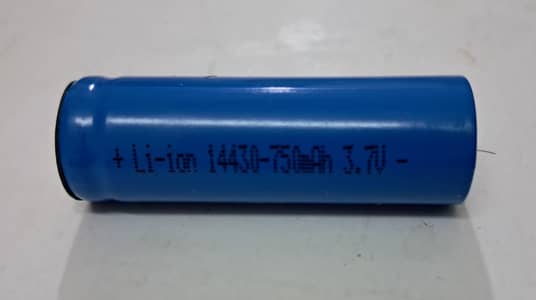 + Li-ion 14430-750mAh 3.7V -